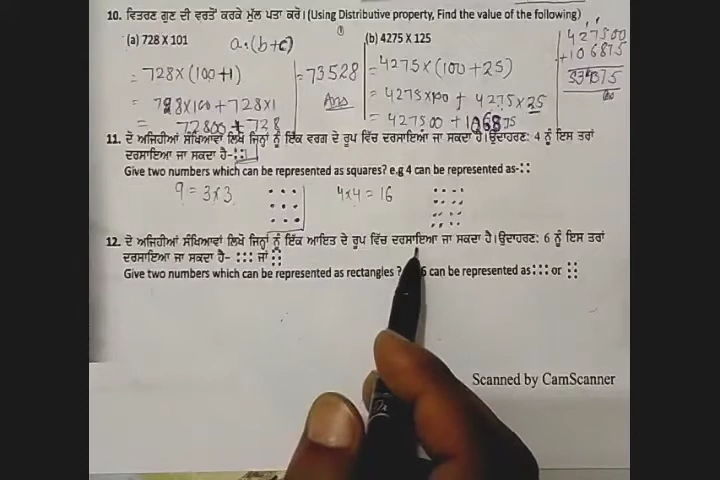 10. ਵਿਤਰਣ ਗੁਣ ਦੀ ਵਰਤੋਂ ਕਰਕੇ ਮੁੱਲ ਪਤਾ ਕਰੋ। (Using Distributive property, Find the value of the following)
(a) 728 X 101 a.(b+c)
= 728×(100+1)
= 728×100+728×1
= 72800+728
= 73528
Ans
(b) 4275 X 125
= 4275×(100+25)
= 4275×100+4275×25
= 427500+106875
427500
+106875
11. ਦੋ ਅਜਿਹੀਆਂ ਸੰਖਿਆਵਾਂ ਲਿਖੋ ਜਿਨ੍ਹਾਂ ਨੂੰ ਇੱਕ ਵਰਗ ਦੇ ਰੂਪ ਵਿੱਚ ਦਰਸਾਇਆ ਜਾ ਸਕਦਾ ਹੈ। ਉਦਾਹਰਣ: 4 ਨੂੰ ਇਸ ਤਰਾਂ
ਦਰਸਾਇਆ ਜਾ ਸਕਦਾ ਹੈ-
Give two numbers which can be represented as squares? e.g 4 can be represented as-
9 = 3×3 4×4 = 16
12. ਦੋ ਅਜਿਹੀਆਂ ਸੰਖਿਆਵਾਂ ਲਿਖੋ ਜਿਨ੍ਹਾਂ ਨੂੰ ਇੱਕ ਆਇਤ ਦੇ ਰੂਪ ਵਿੱਚ ਦਰਸਾਇਆ ਜਾ ਸਕਦਾ ਹੈ। ਉਦਾਹਰਣ: 6 ਨੂੰ ਇਸ ਤਰਾਂ
ਦਰਸਾਇਆ ਜਾ ਸਕਦਾ ਹੈ- ਜਾਂ
Give two numbers which can be represented as rectangles ? 6 can be represented as or
Scanned by CamScanner